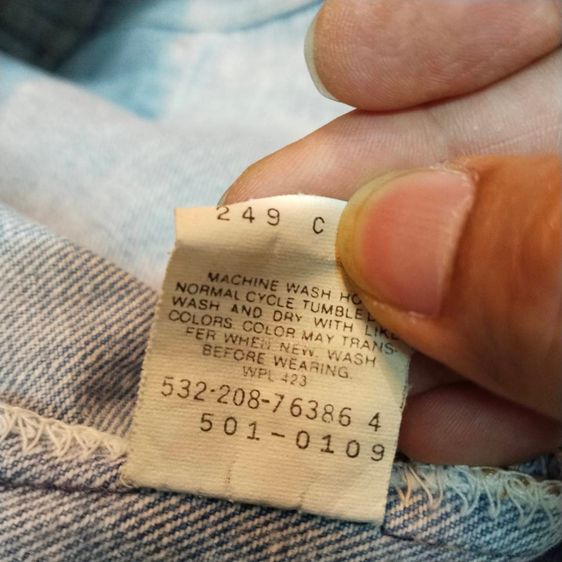 249 C
MACHINE WASH HO
NORMAL CYCLE TUMBLE D
WASH AND DRY WITH LIKE
COLORS. COLOR MAY TRANS-
FER WHEN NEW. WASH
BEFORE WEARING.
WPL 423
532-208-76386 4
501-0109